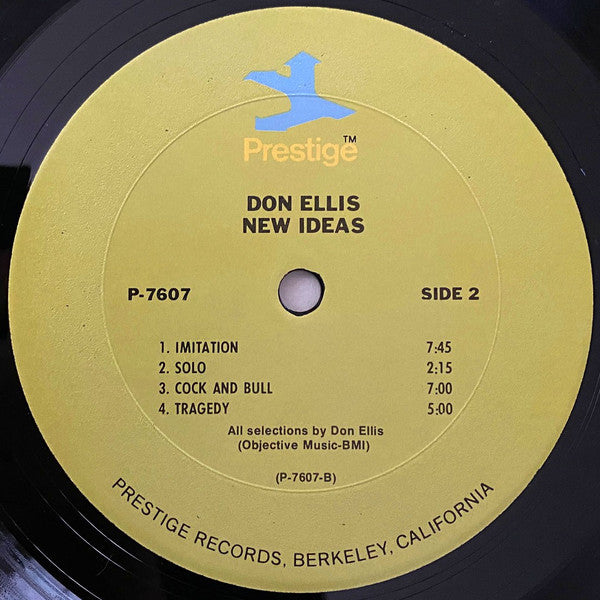 Prestige™
DON ELLIS
NEW IDEAS
P-7607 SIDE 2
1. IMITATION 7:45
2. SOLO 2:15
3. COCK AND BULL 7:00
4. TRAGEDY 5:00
All selections by Don Ellis
(Objective Music-BMI)
(P-7607-B)
PRESTIGE RECORDS, BERKELEY, CALIFORNIA